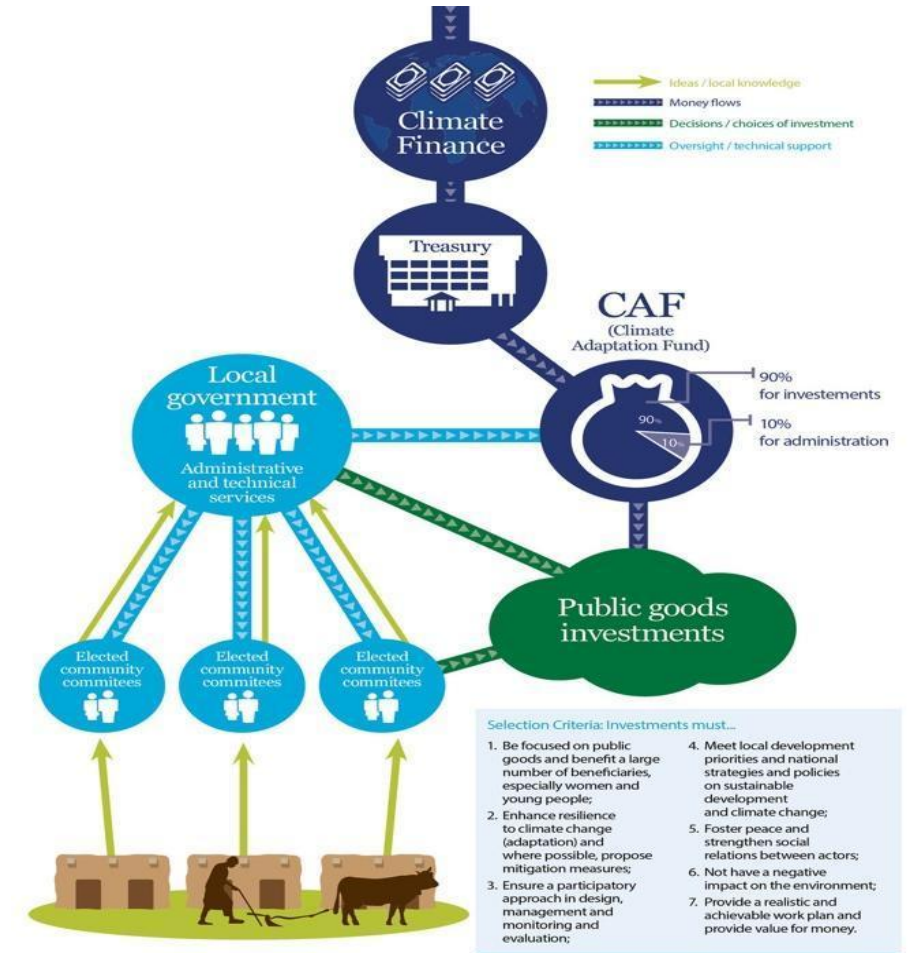 Climate
Finance
Ideas / local knowledge
Money flows
Decisions / choices of investment
Oversight / technical support
Treasury
CAF
(Climate
Adaptation Fund)
90%
for investements
90%
10%
10%
for administration
Local
government
Administrative
and technical
services
Public goods
investments
Elected
community
commitees
Elected
community
commitees
Elected
community
commitees
Selection Criteria: Investments must...
1. Be focused on public
goods and benefit a large
number of beneficiaries,
especially women and
young people;
2. Enhance resilience
to climate change
(adaptation) and
where possible, propose
mitigation measures;
3. Ensure a participatory
approach in design,
management and
monitoring and
evaluation;
4. Meet local development
priorities and national
strategies and policies
on sustainable
development
and climate change;
5. Foster peace and
strengthen social
relations between actors;
6. Not have a negative
impact on the environment;
7. Provide a realistic and
achievable work plan and
provide value for money.